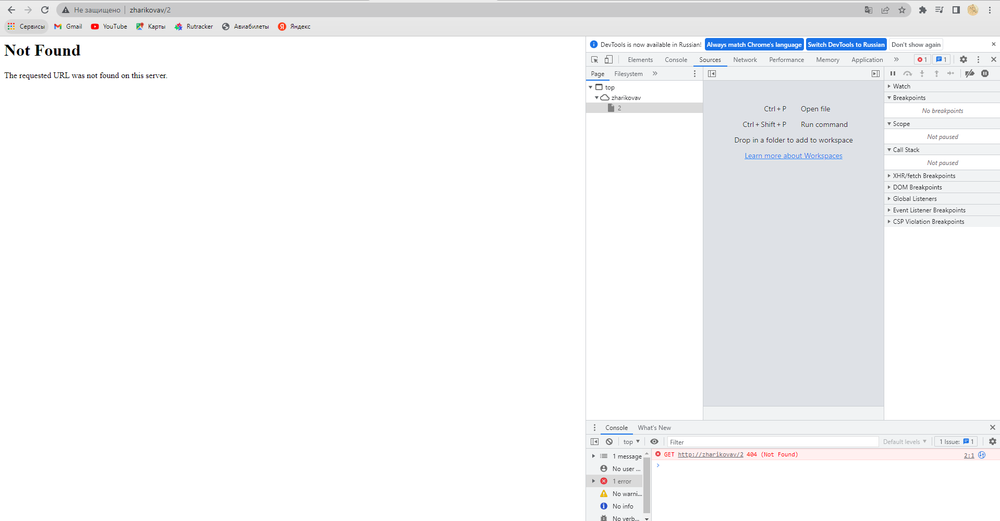 Не защищено zharikovav/2
Сервисы Gmail YouTube Карты Rutracker Авиабилеты Яндекс
Not Found
The requested URL was not found on this server.
DevTools is now available in Russian! Always match Chrome's language Switch DevTools to Russian Don't show again
Elements Console Sources Network Performance Memory Application 1 1
Page Filesystem
top
zharikovav
2
Ctrl + P Open file
Ctrl + Shift + P Run command
Drop in a folder to add to workspace
Learn more about Workspaces
Watch
Breakpoints
No breakpoints
Scope
Not paused
Call Stack
Not paused
XHR/fetch Breakpoints
DOM Breakpoints
Global Listeners
Event Listener Breakpoints
CSP Violation Breakpoints
Console What's New
top Filter Default levels 1 Issue: 1
1 message
No user ...
1 error
No warni...
No info
No verb...
GET http://zharikovav/2 404 (Not Found) 2:1